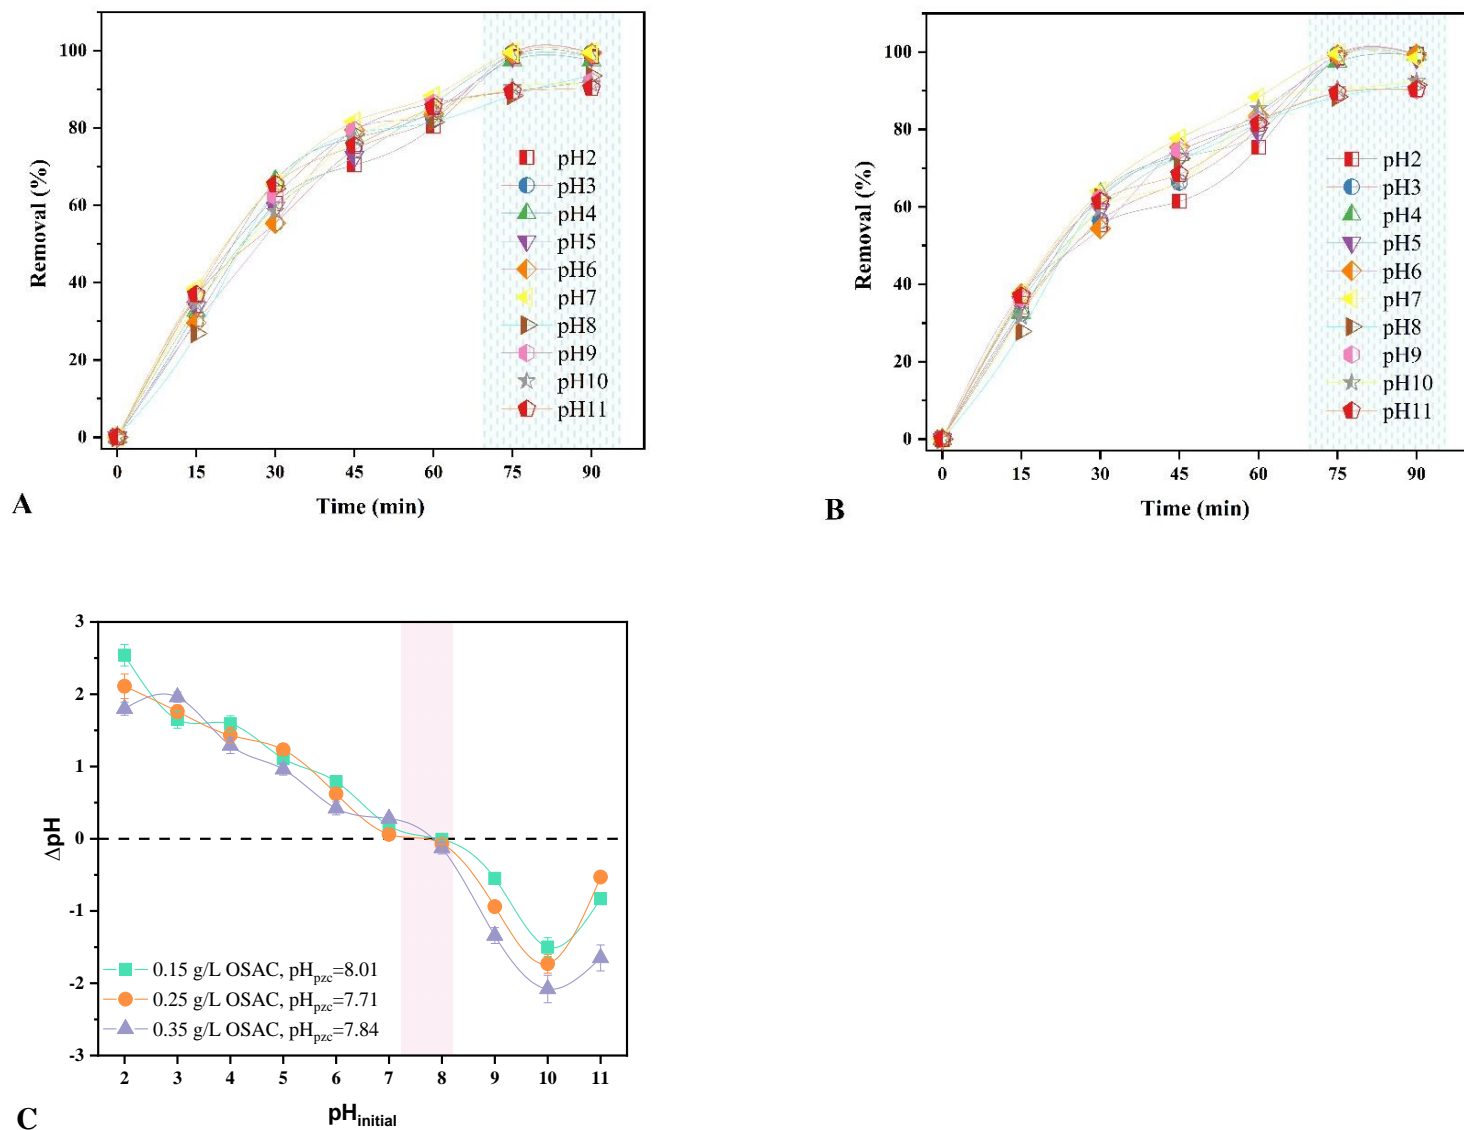 100
80
60
40
20
0
Removal (%)
pH2
pH3
pH4
pH5
pH6
pH7
pH8
pH9
pH10
pH11
0 15 30 45 60 75 90
Time (min)
A
100
80
60
40
20
0
Removal (%)
pH2
pH3
pH4
pH5
pH6
pH7
pH8
pH9
pH10
pH11
0 15 30 45 60 75 90
Time (min)
B
3
2
1
0
-1
-2
-3
ΔpH
0.15 g/L OSAC, pHpzc=8.01
0.25 g/L OSAC, pHpzc=7.71
0.35 g/L OSAC, pHpzc=7.84
2 3 4 5 6 7 8 9 10 11
pHinitial
C